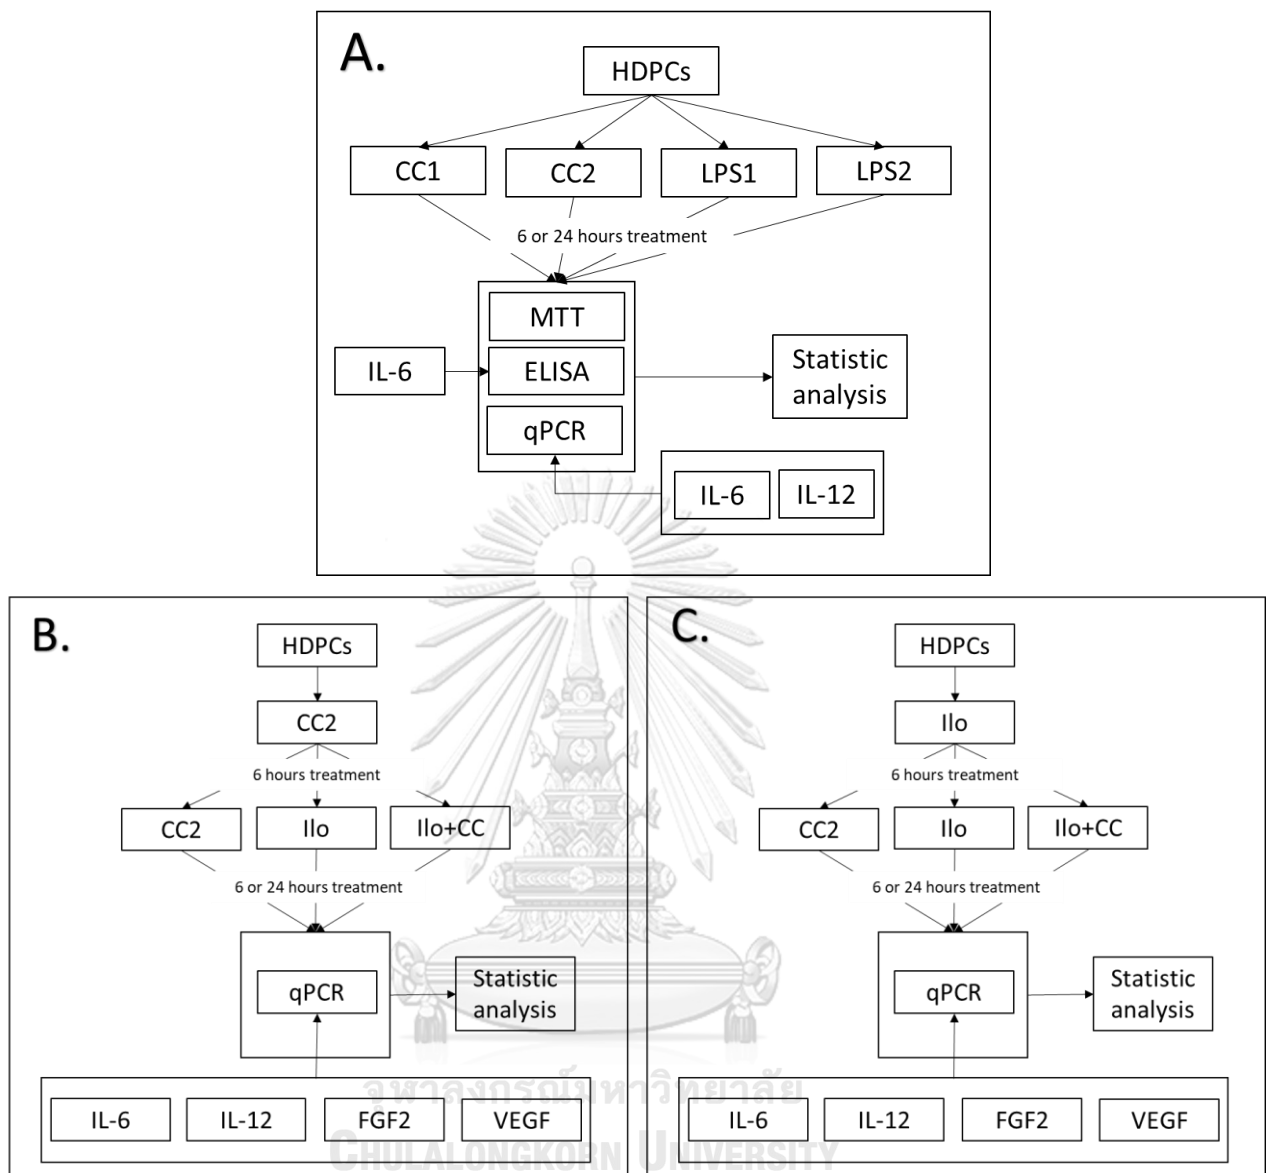 A.
HDPCs
CC1
CC2
LPS1
LPS2
6 or 24 hours treatment
MTT
IL-6
ELISA
Statistic
analysis
qPCR
IL-6
IL-12
B.
HDPCs
CC2
6 hours treatment
CC2
Ilo
Ilo+CC
6 or 24 hours treatment
qPCR
Statistic
analysis
IL-6
IL-12
FGF2
VEGF
C.
HDPCs
Ilo
6 hours treatment
CC2
Ilo
Ilo+CC
6 or 24 hours treatment
qPCR
Statistic
analysis
IL-6
IL-12
FGF2
VEGF
จุฬาลงกรณ์มหาวิทยาลัย
CHULALONGKORN UNIVERSITY